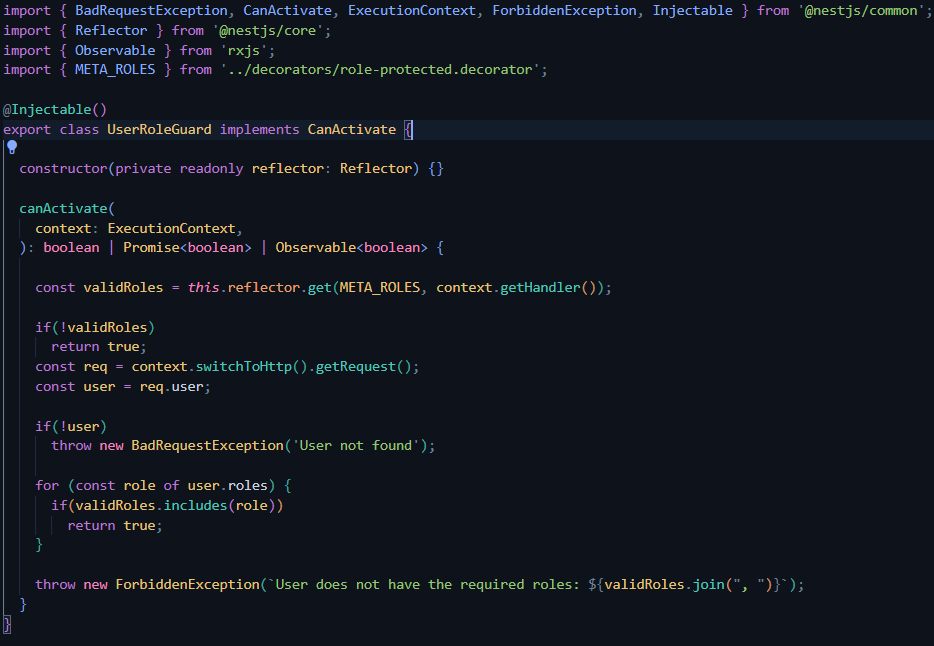 import { BadRequestException, CanActivate, ExecutionContext, ForbiddenException, Injectable } from '@nestjs/common';
import { Reflector } from '@nestjs/core';
import { Observable } from 'rxjs';
import { META_ROLES } from '../decorators/role-protected.decorator';

@Injectable()
export class UserRoleGuard implements CanActivate {

  constructor(private readonly reflector: Reflector) {}

  canActivate(
    context: ExecutionContext,
  ): boolean | Promise<boolean> | Observable<boolean> {

    const validRoles = this.reflector.get(META_ROLES, context.getHandler());

    if(!validRoles)
      return true;
    const req = context.switchToHttp().getRequest();
    const user = req.user;

    if(!user)
      throw new BadRequestException('User not found');

    for (const role of user.roles) {
      if(validRoles.includes(role))
        return true;
    }

    throw new ForbiddenException(`User does not have the required roles: ${validRoles.join(", ")}`);
  }
}